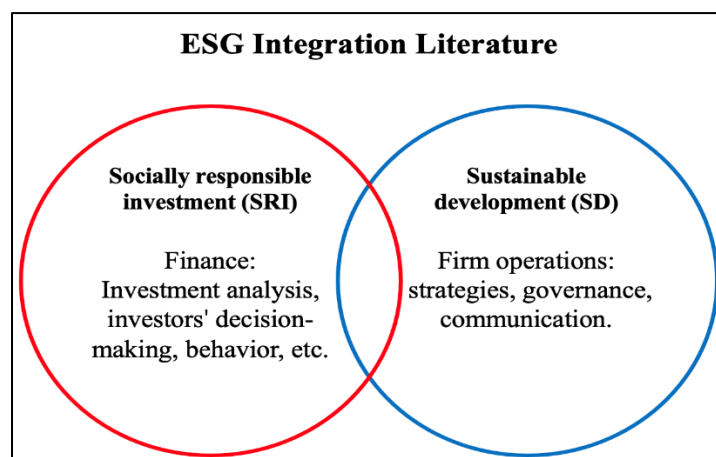 ESG Integration Literature
Socially responsible
investment (SRI)
Finance:
Investment analysis,
investors' decision-
making, behavior, etc.
Sustainable
development (SD)
Firm operations:
strategies, governance,
communication.